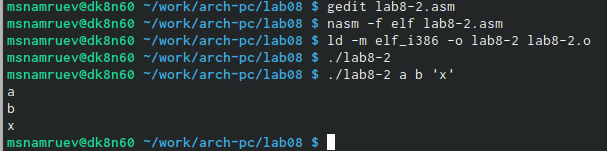 msnamruev@dk8n60 ~/work/arch-pc/lab08 $ gedit lab8-2.asm
msnamruev@dk8n60 ~/work/arch-pc/lab08 $ nasm -f elf lab8-2.asm
msnamruev@dk8n60 ~/work/arch-pc/lab08 $ ld -m elf_i386 -o lab8-2 lab8-2.o
msnamruev@dk8n60 ~/work/arch-pc/lab08 $ ./lab8-2
msnamruev@dk8n60 ~/work/arch-pc/lab08 $ ./lab8-2 a b 'x'
a
b
x
msnamruev@dk8n60 ~/work/arch-pc/lab08 $